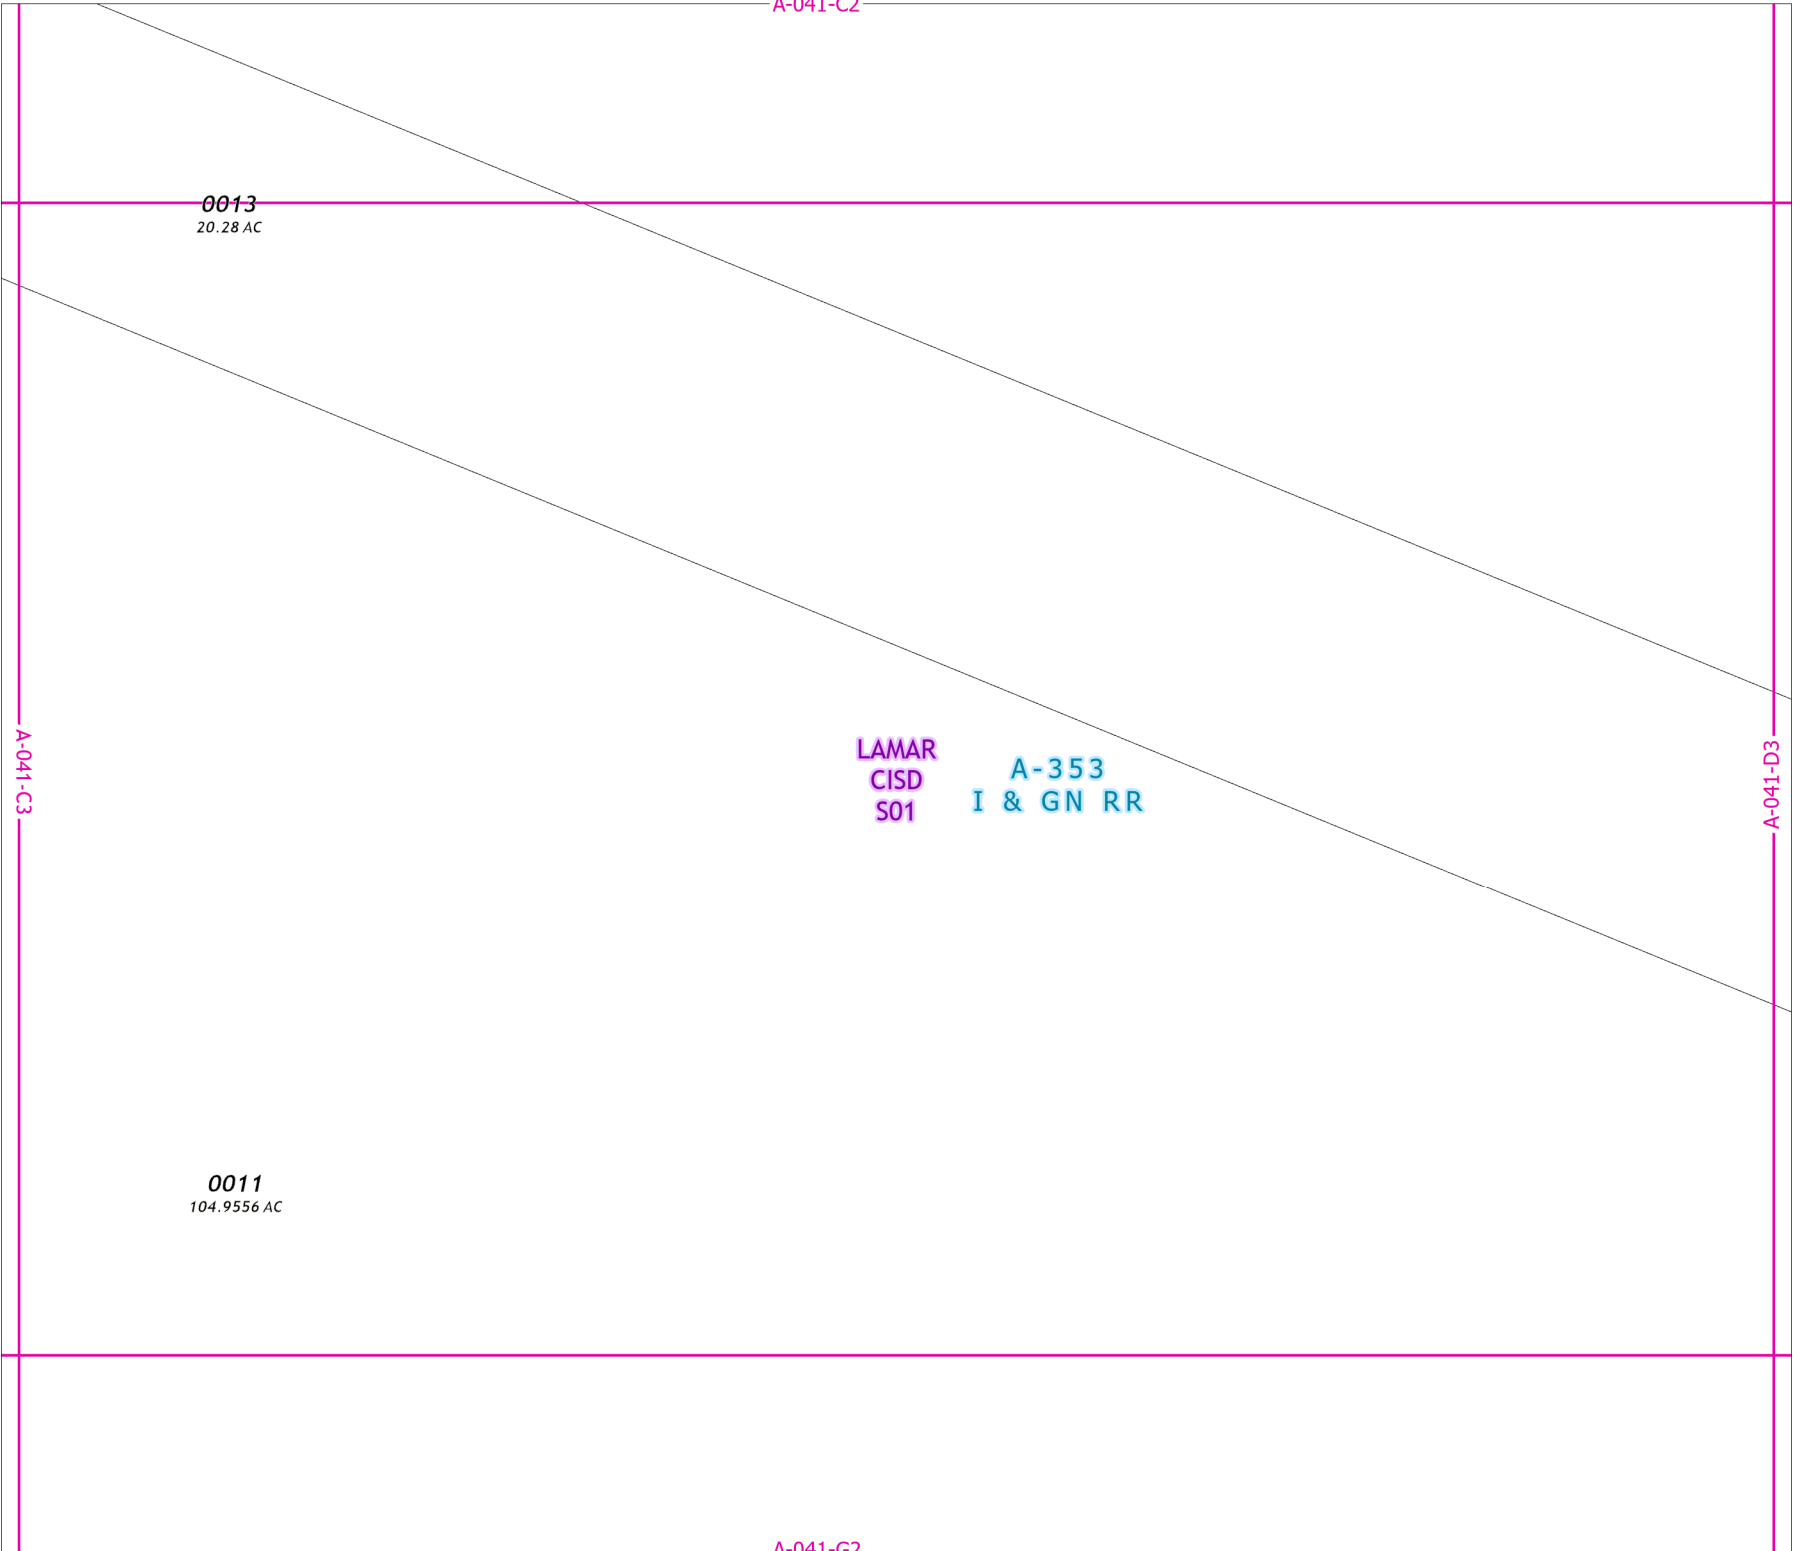 A-041-C2
0013
20.28 AC
A-041-C3
LAMAR
CISD
S01
A-353
I & GN RR
A-041-D3
0011
104.9556 AC
A-041-G2